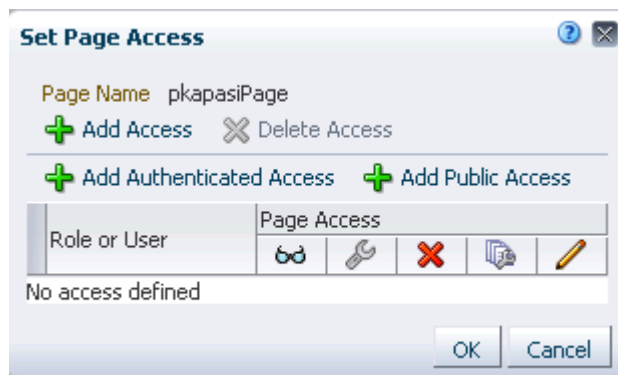 Set Page Access
Page Name pkapasiPage
Add Access Delete Access
Add Authenticated Access Add Public Access
Role or User
Page Access
No access defined
OK Cancel